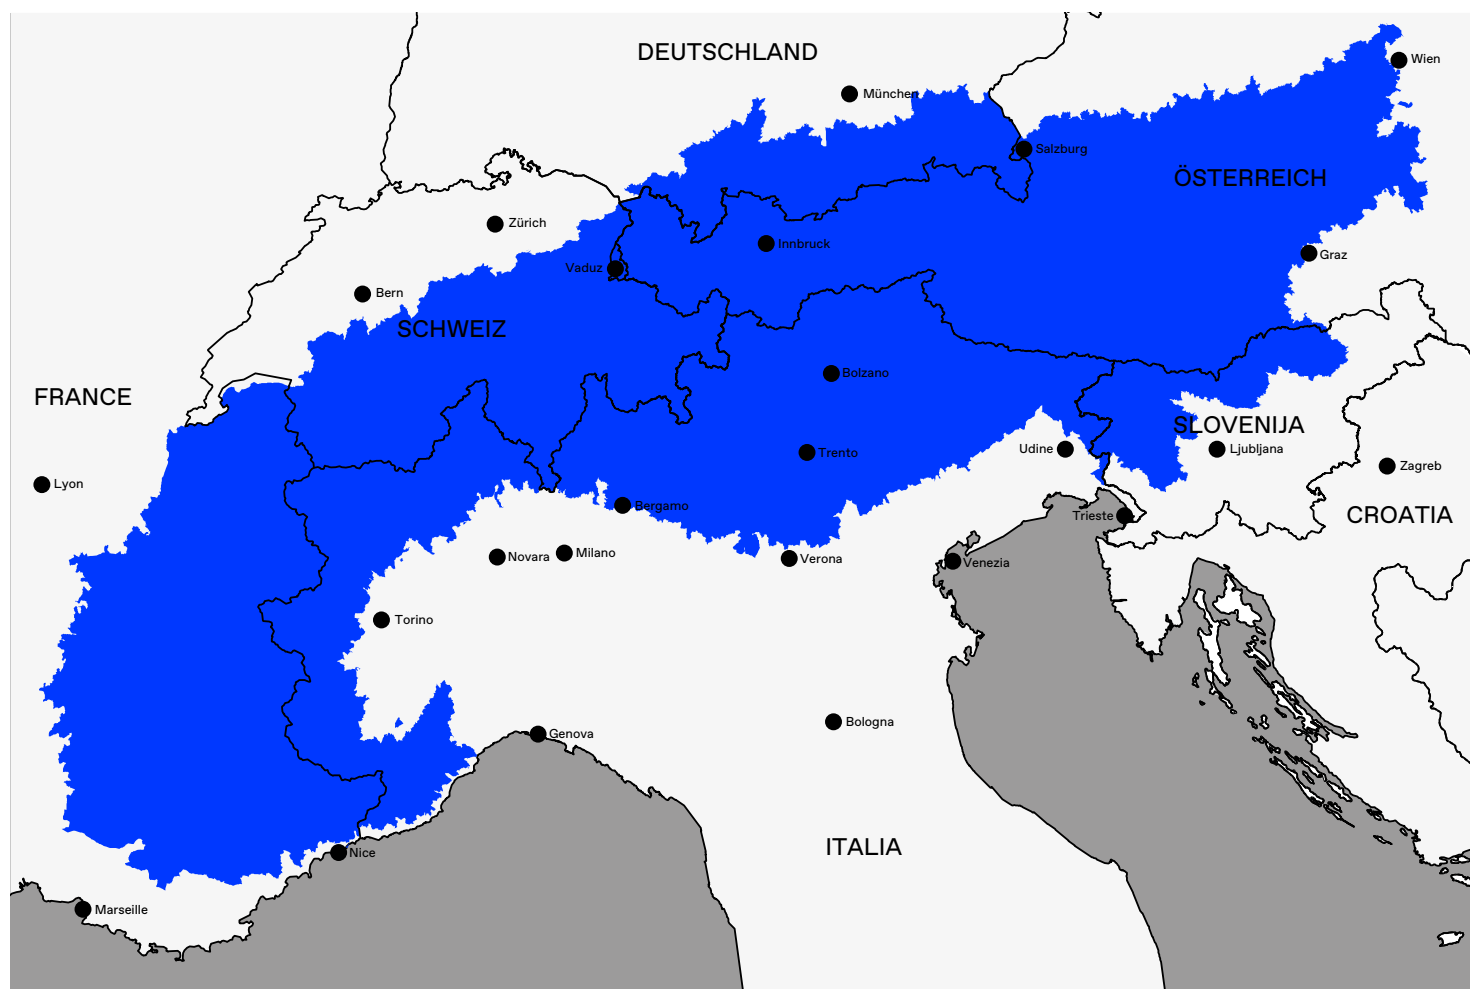 DEUTSCHLAND
Wien
München
Salzburg
ÖSTERREICH
Zürich
Innbruck
Graz
Vaduz
Bern
SCHWEIZ
Bolzano
FRANCE
SLOVENIJA
Udine
Ljubljana
Trento
Zagreb
Lyon
Bergamo
Trieste
CROATIA
Novara
Milano
Verona
Venezia
Torino
Bologna
Genova
ITALIA
Nice
Marseille